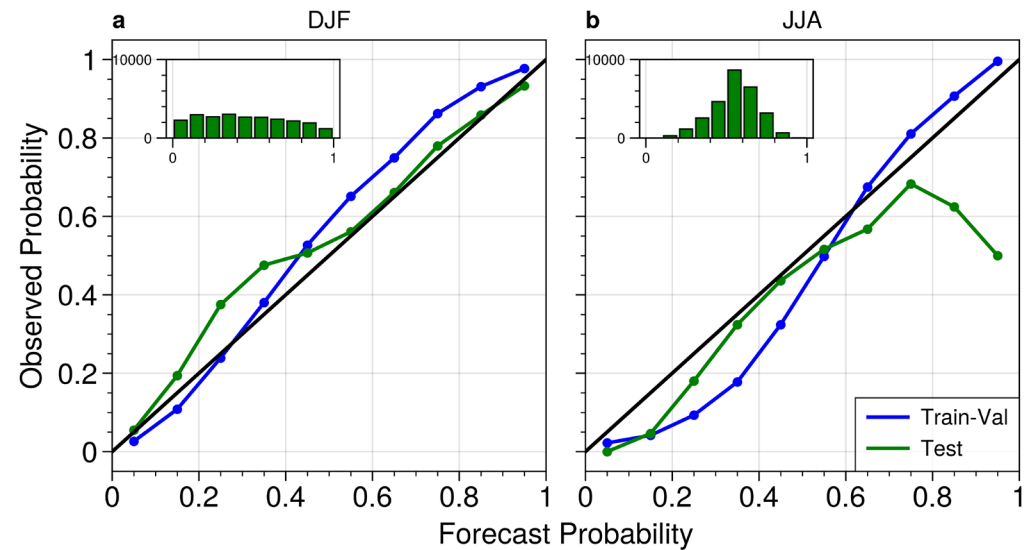 a DJF
b JJA
Observed Probability
1
0.8
0.6
0.4
0.2
0
10000
0
0 1
10000
0
0 1
Train-Val
Test
0 0.2 0.4 0.6 0.8 1
0 0.2 0.4 0.6 0.8 1
Forecast Probability